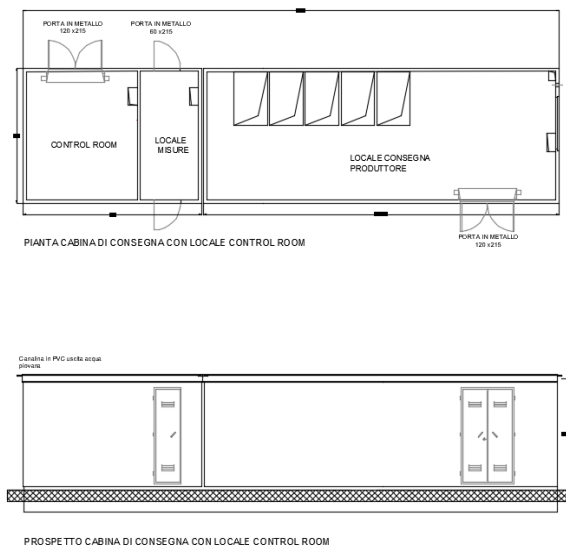 PORTA IN METALLO
120 x215
PORTA IN METALLO
60 x215
CONTROL ROOM
LOCALE
MISURE
LOCALE CONSEGNA
PRODUTTORE
PORTA IN METALLO
120 x215
PIANTA CABINA DI CONSEGNA CON LOCALE CONTROL ROOM
Canalina in PVC uscita acqua
piovana
PROSPETTO CABINA DI CONSEGNA CON LOCALE CONTROL ROOM